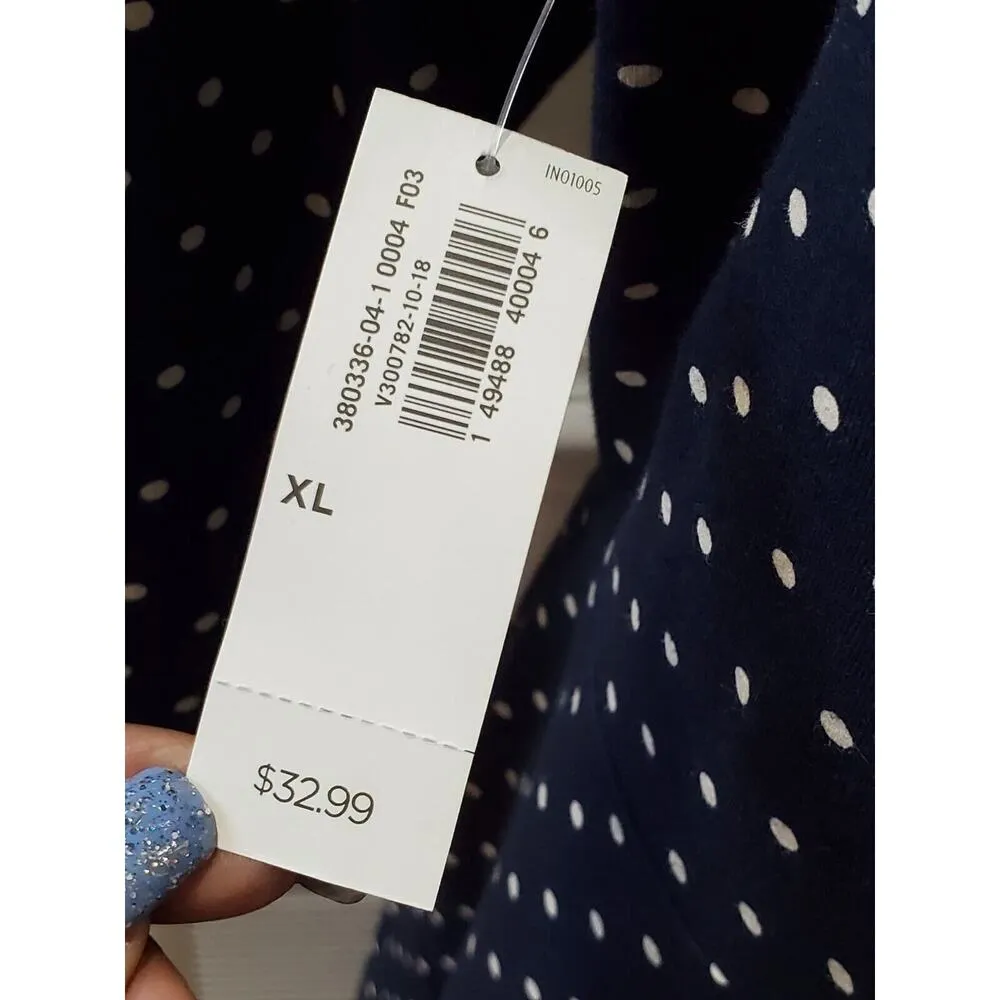 IN01005
380336-04-1 0004 F03
V300782-10-18
1 49488 40004 6
XL
$32.99